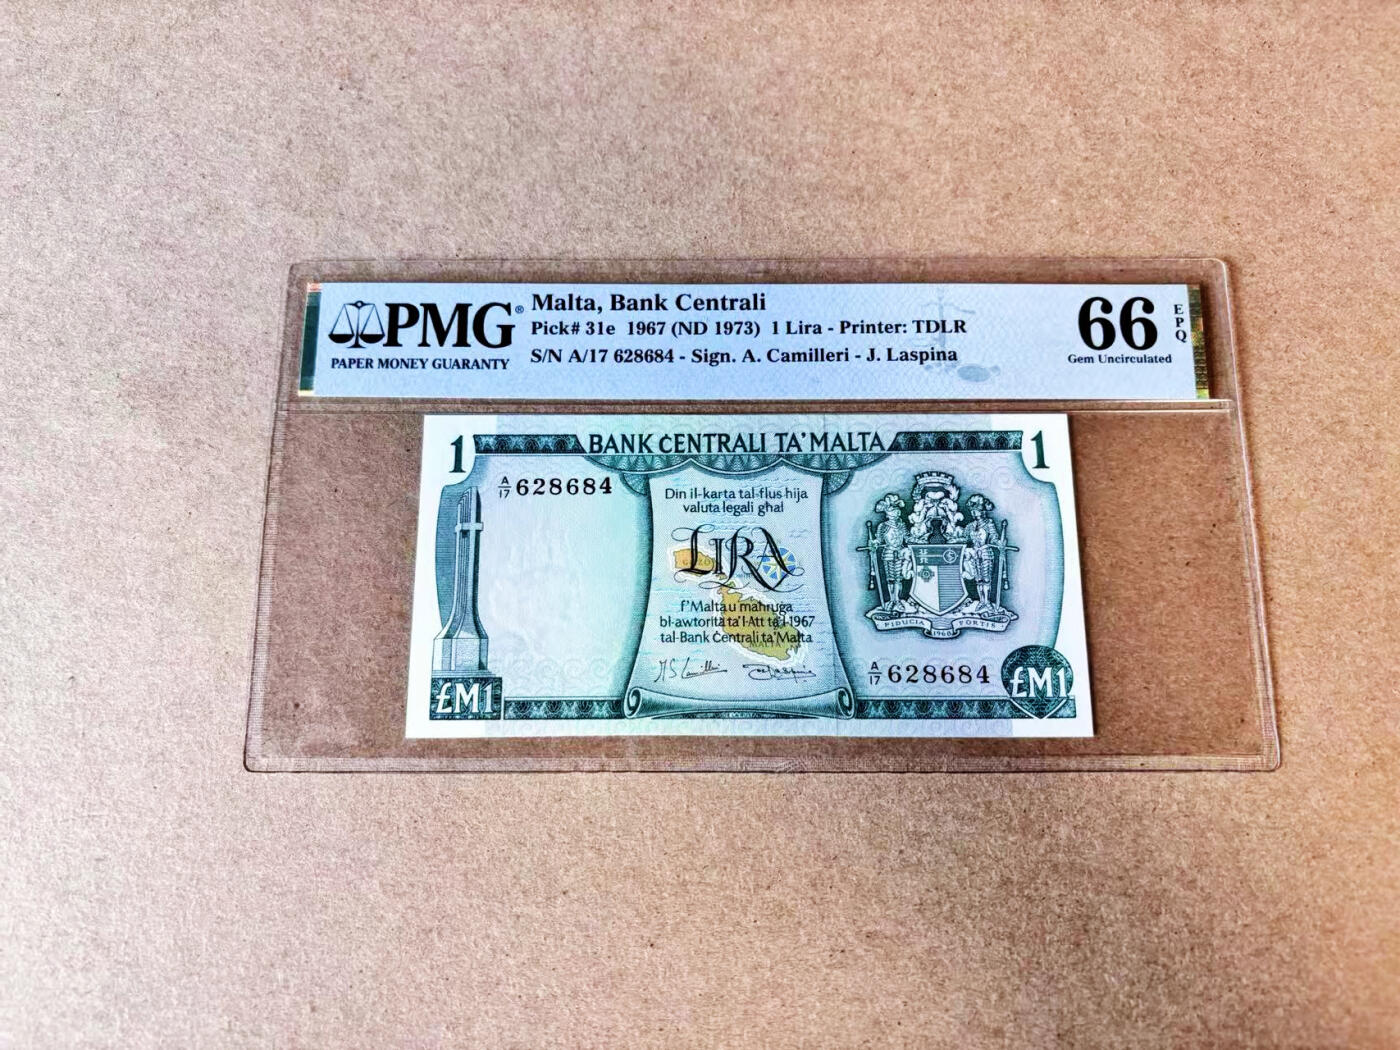 PMG®
PAPER MONEY GUARANTY
Malta, Bank Centrali
Pick# 31e 1967 (ND 1973) 1 Lira - Printer: TDLR
S/N A/17 628684 - Sign. A. Camilleri - J. Laspina
66 EPQ
Gem Uncirculated
1 BANK ĊENTRALI TA' MALTA 1
A/17 628684
Din il-karta tal-flus hija
valuta legali għal
LIRA
GOZO
f'Malta u maħruġa
bl-awtorità ta' l-Att ta' l-1967
tal-Bank Ċentrali ta' Malta
MALTA
FIDUCIA FORTIS
A/17 628684
£M1 £M1